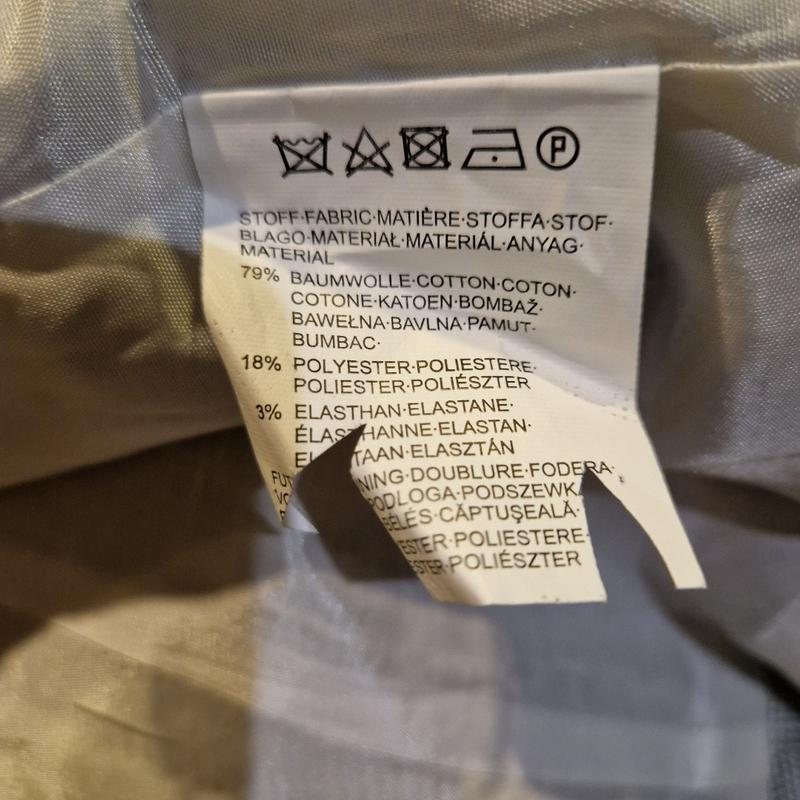 P
STOFF·FABRIC·MATIÈRE·STOFFA·STOF·
BLAGO·MATERIAŁ·MATERIÁL·ANYAG·
MATERIAL
79% BAUMWOLLE·COTTON·COTON·
COTONE·KATOEN·BOMBAŽ·
BAWEŁNA·BAVLNA·PAMUT·
BUMBAC·
18% POLYESTER·POLIESTERE·
POLIESTER·POLIÉSZTER
3% ELASTHAN·ELASTANE·
ÉLASTHANNE·ELASTAN·
ELASZTÁN
DOUBLURE·FODERA·
PODLOGA·PODSZEWKA
BÉLÉS·CĂPTUŞEALĂ·
POLIESTERE·
POLIÉSZTER